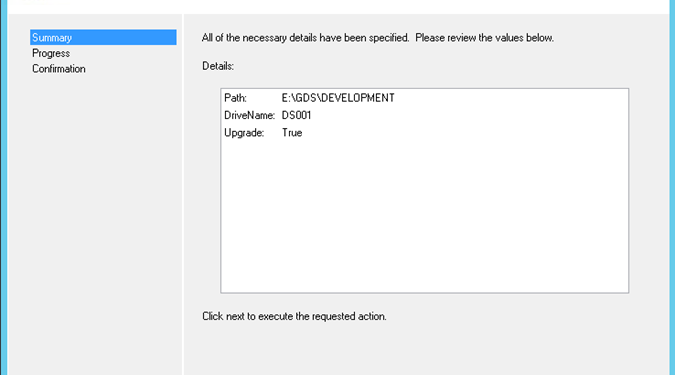 Summary
Progress
Confirmation
All of the necessary details have been specified. Please review the values below.
Details:
Path: E:\GDS\DEVELOPMENT
DriveName: DS001
Upgrade: True
Click next to execute the requested action.